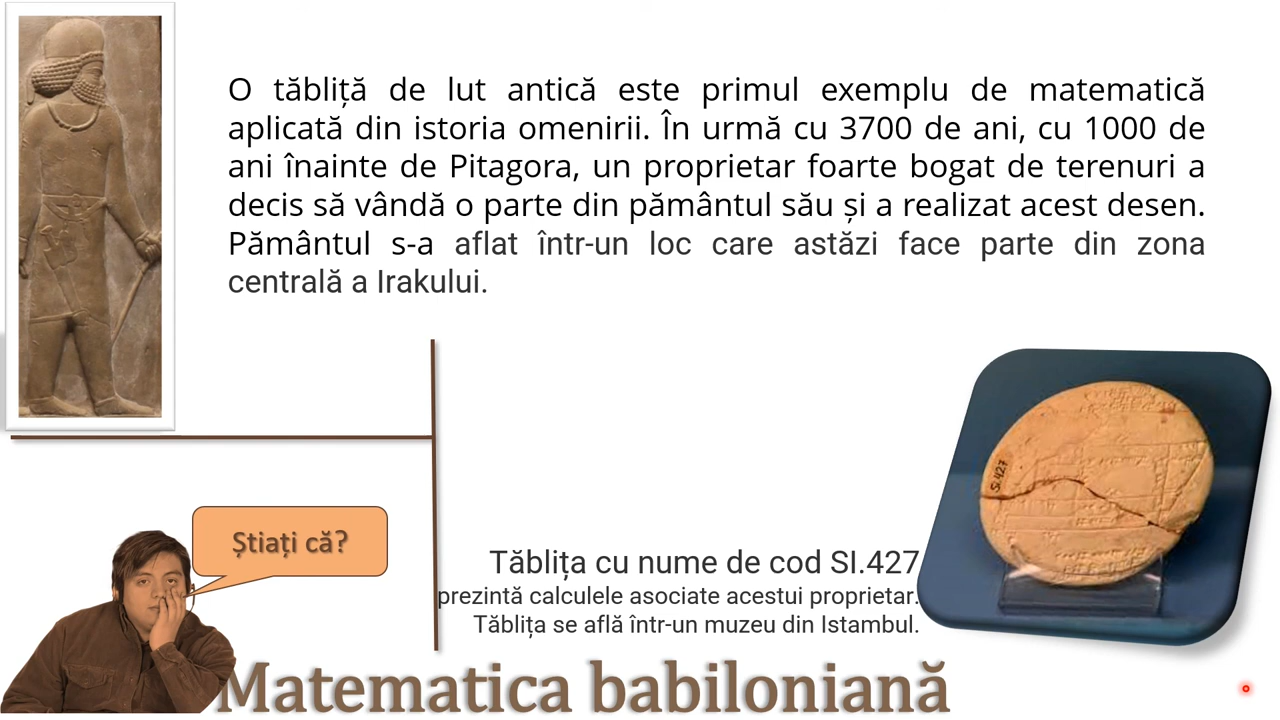 O tăbliță de lut antică este primul exemplu de matematică
aplicată din istoria omenirii. În urmă cu 3700 de ani, cu 1000 de
ani înainte de Pitagora, un proprietar foarte bogat de terenuri a
decis să vândă o parte din pământul său și a realizat acest desen.
Pământul s-a aflat într-un loc care astăzi face parte din zona
centrală a Irakului.
Si.427
Știați că?
Tăblița cu nume de cod SI.427
prezintă calculele asociate acestui proprietar.
Tăblița se află într-un muzeu din Istambul.
Matematica babiloniană